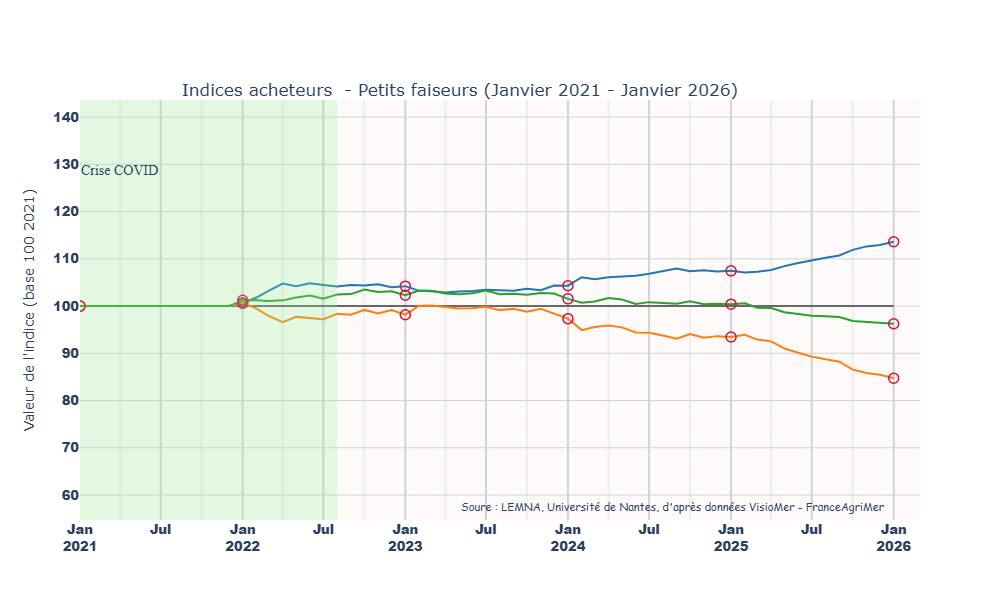 Indices acheteurs  - Petits faiseurs (Janvier 2021 - Janvier 2026)
Valeur de l'indice (base 100 2021)
140
130
Crise COVID
120
110
100
90
80
70
60
Soure : LEMNA, Université de Nantes, d'après données VisioMer - FranceAgriMer
Jan Jul Jan Jul Jan Jul Jan Jul Jan Jul Jan
2021 2022 2023 2024 2025 2026